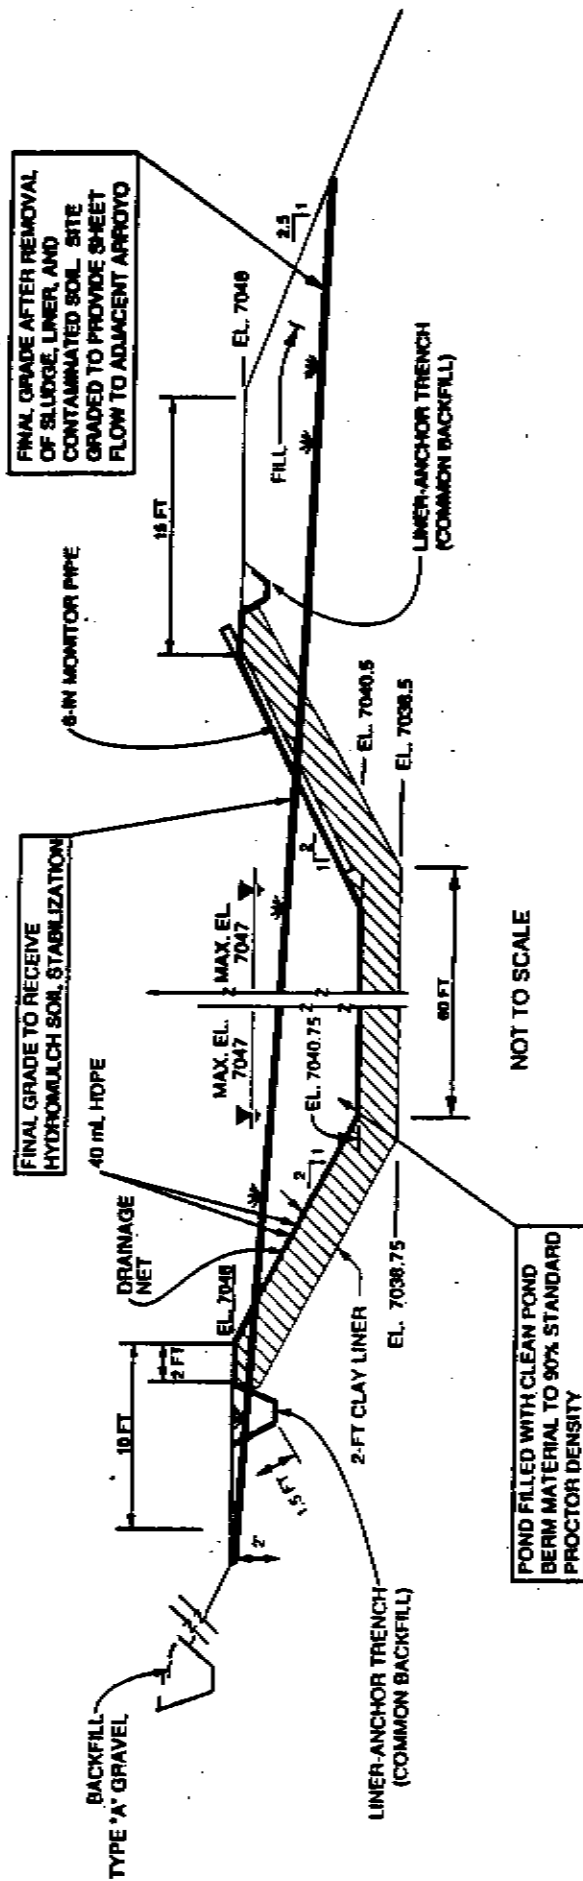 FINAL GRADE AFTER REMOVAL
OF SLUDGE, LINER, AND
CONTAMINATED SOIL. SITE
GRADED TO PROVIDE SHEET
FLOW TO ADJACENT ARROYO
FINAL GRADE TO RECEIVE
HYDROMULCH SOIL STABILIZATION
6-IN MONITOR PIPE
15 FT
EL. 7048
2.5
1
FILL
LINER-ANCHOR TRENCH
(COMMON BACKFILL)
40 mL HDPE
DRAINAGE
NET
MAX. EL.
7047
MAX. EL.
7047
1
2
EL. 7040.5
EL. 7038.5
EL. 7040.75
2
1
60 FT
EL. 7038.75
2-FT CLAY LINER
EL. 7048
2 FT
10 FT
1.5 FT
2'
BACKFILL
TYPE "A" GRAVEL
LINER-ANCHOR TRENCH
(COMMON BACKFILL)
POND FILLED WITH CLEAN POND
BERM MATERIAL TO 90% STANDARD
PROCTOR DENSITY
NOT TO SCALE